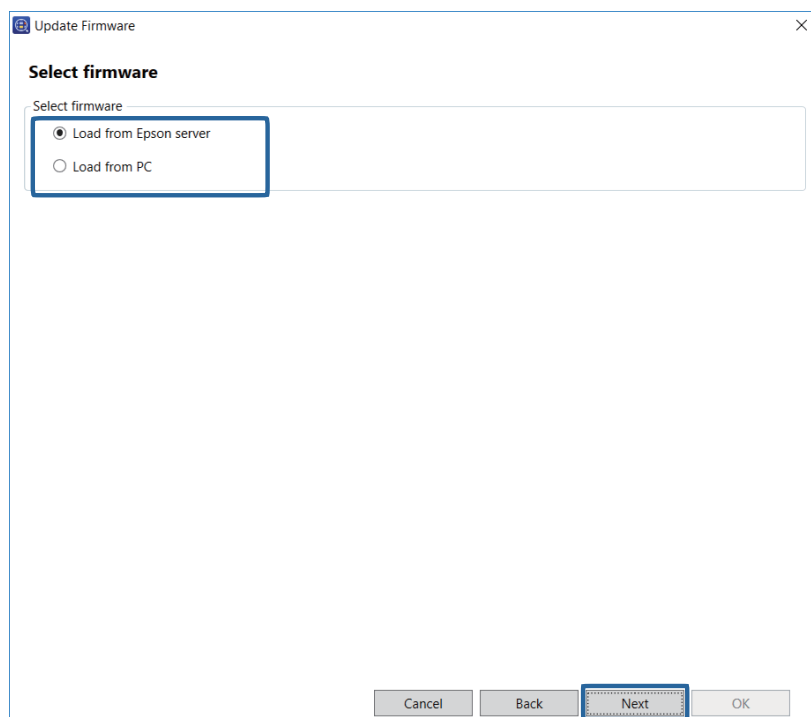 Update Firmware
Select firmware
Select firmware
Load from Epson server
Load from PC
Cancel Back Next OK